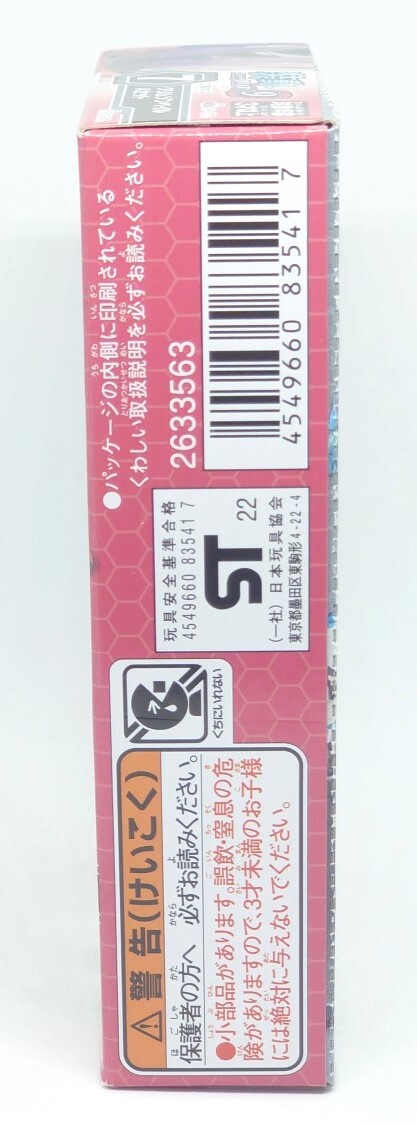 ●パッケージの内側に印刷されている
くわしい取扱説明を必ずお読みください。
2633563
4549660 835417
玩具安全基準合格
4549660 835417
ST 22
(一社)日本玩具協会
東京都墨田区東駒形4-22-4
くちにいれない
警告(けいこく)
保護者の方へ 必ずお読みください。
●小部品があります。誤飲・窒息の危
険がありますので、3才未満のお子様
には絶対に与えないでください。